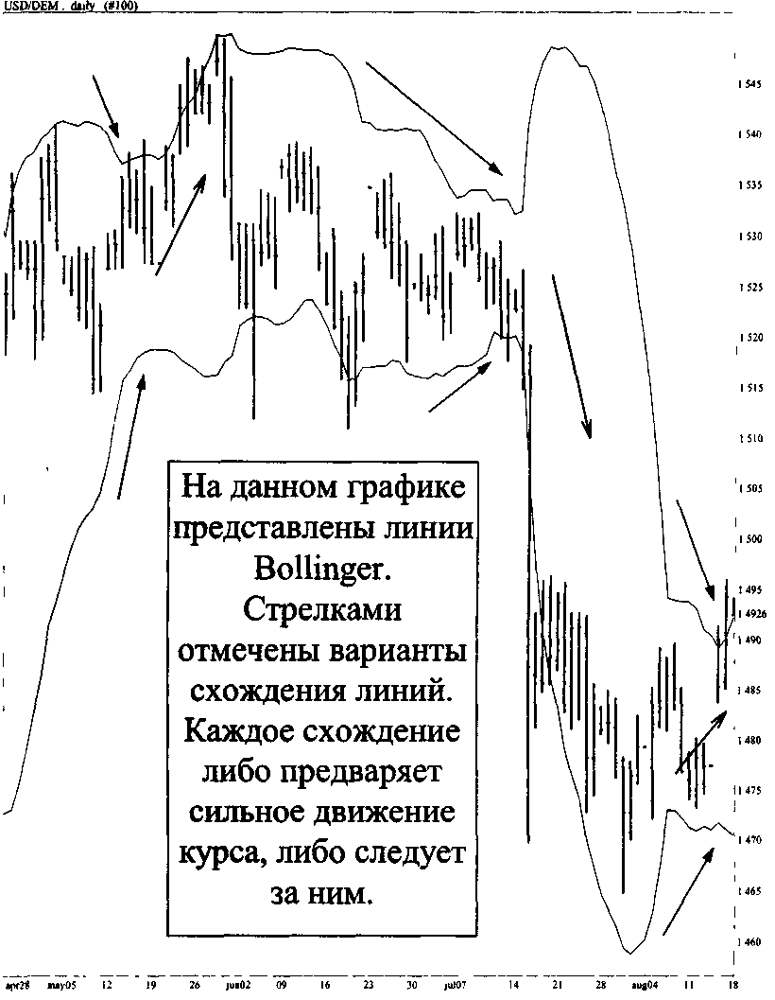 USD/DEM . daily (#100)
1 545
1 540
1 535
1 530
1 525
1 520
1 515
1 510
1 505
1 500
1 495
1 4926
1 490
1 485
1 480
1 475
1 470
1 465
1 460
На данном графике
представлены линии
Bollinger.
Стрелками
отмечены варианты
схождения линий.
Каждое схождение
либо предваряет
сильное движение
курса, либо следует
за ним.
apr28 may05 12 19 26 jun02 09 16 23 30 jul07 14 21 28 aug04 11 18